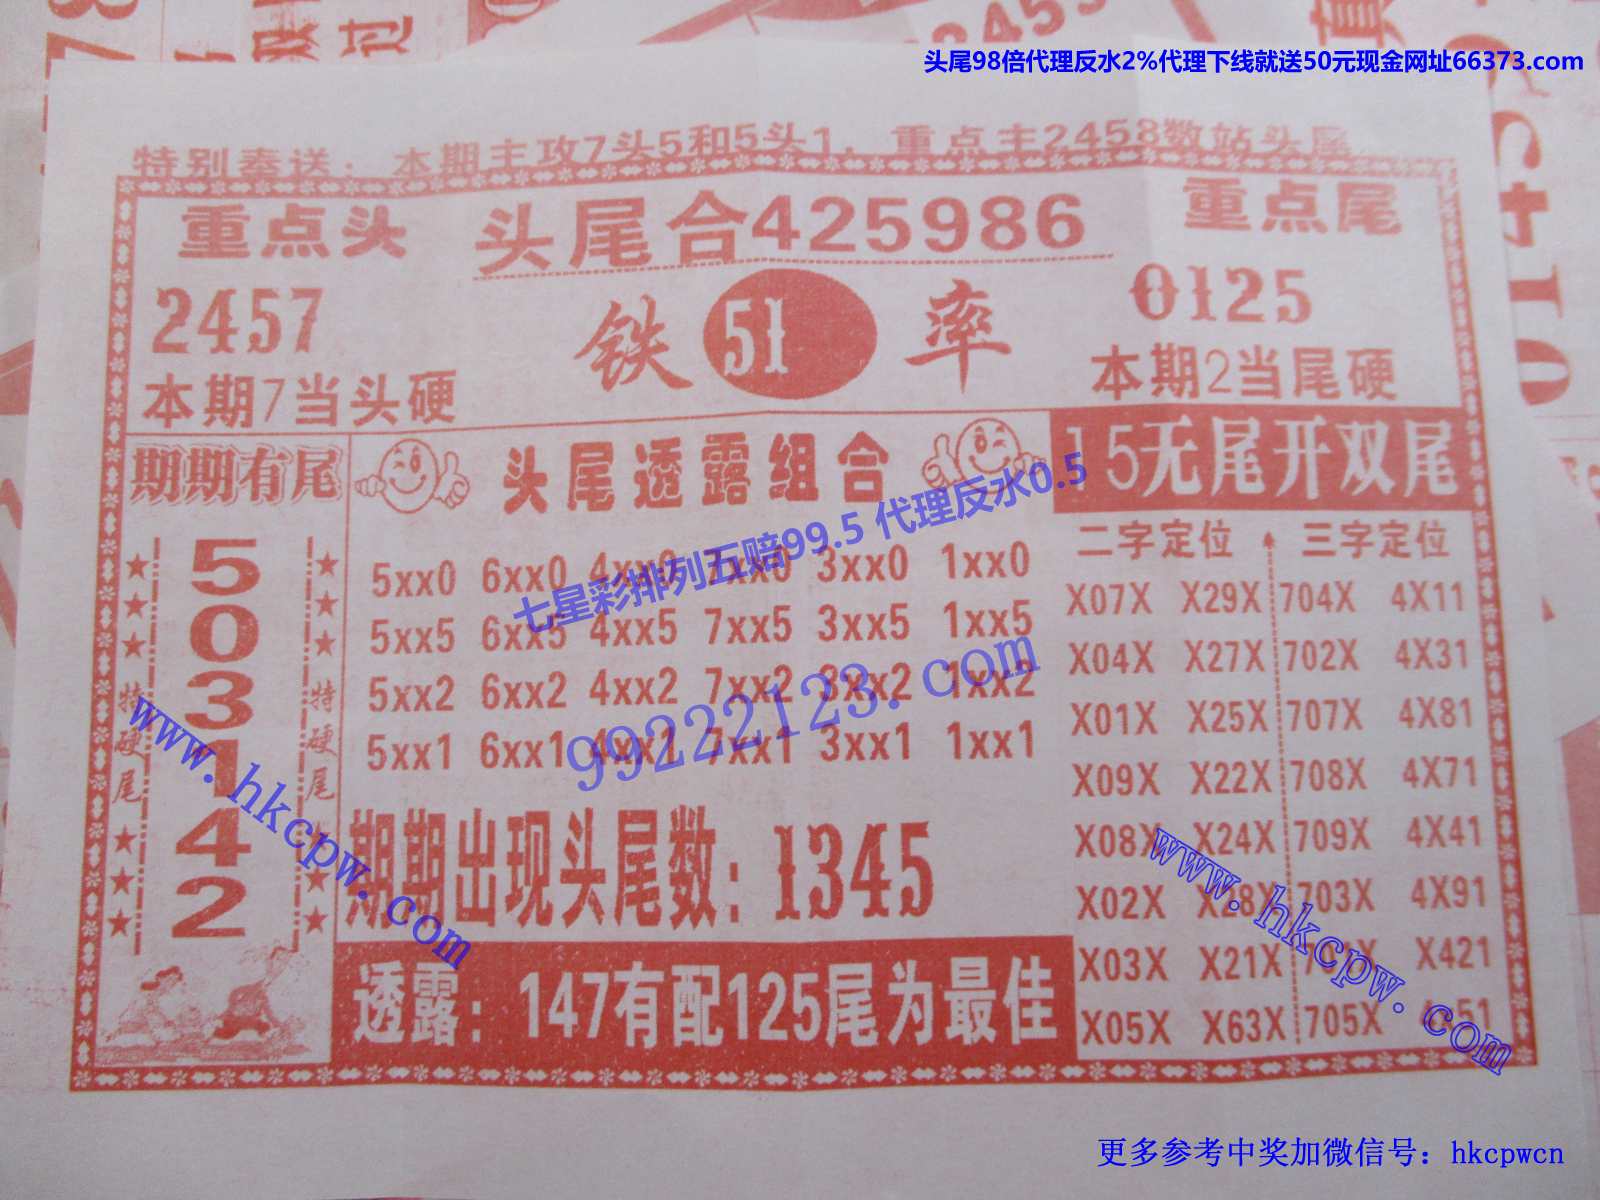 头尾98倍代理反水2%代理下线就送50元现金网址66373.com
特别奉送：本期主攻7头5和5头1，重点主2458数站头尾
重点头
头尾合425986
重点尾
2457
铁 51 率
0125
本期7当头硬
本期2当尾硬
期期有尾
头尾透露组合
15无尾开双尾
5
0
3
1
4
2
特硬尾
特硬尾
5xx0 6xx0 4xx0 7xx0 3xx0 1xx0
5xx5 6xx5 4xx5 7xx5 3xx5 1xx5
5xx2 6xx2 4xx2 7xx2 3xx2 1xx2
5xx1 6xx1 4xx1 7xx1 3xx1 1xx1
期期出现头尾数：1345
透露：147有配125尾为最佳
二字定位 三字定位
X07X X29X 704X 4X11
X04X X27X 702X 4X31
X01X X25X 707X 4X81
X09X X22X 708X 4X71
X08X X24X 709X 4X41
X02X X28X 703X 4X91
X03X X21X X421
X05X X63X 705X 4x51
七星彩排列五赔99.5 代理反水0.5
99222123.com
www.hkcpw.com
www.hkcpw.com
更多参考中奖加微信号：hkcpwcn